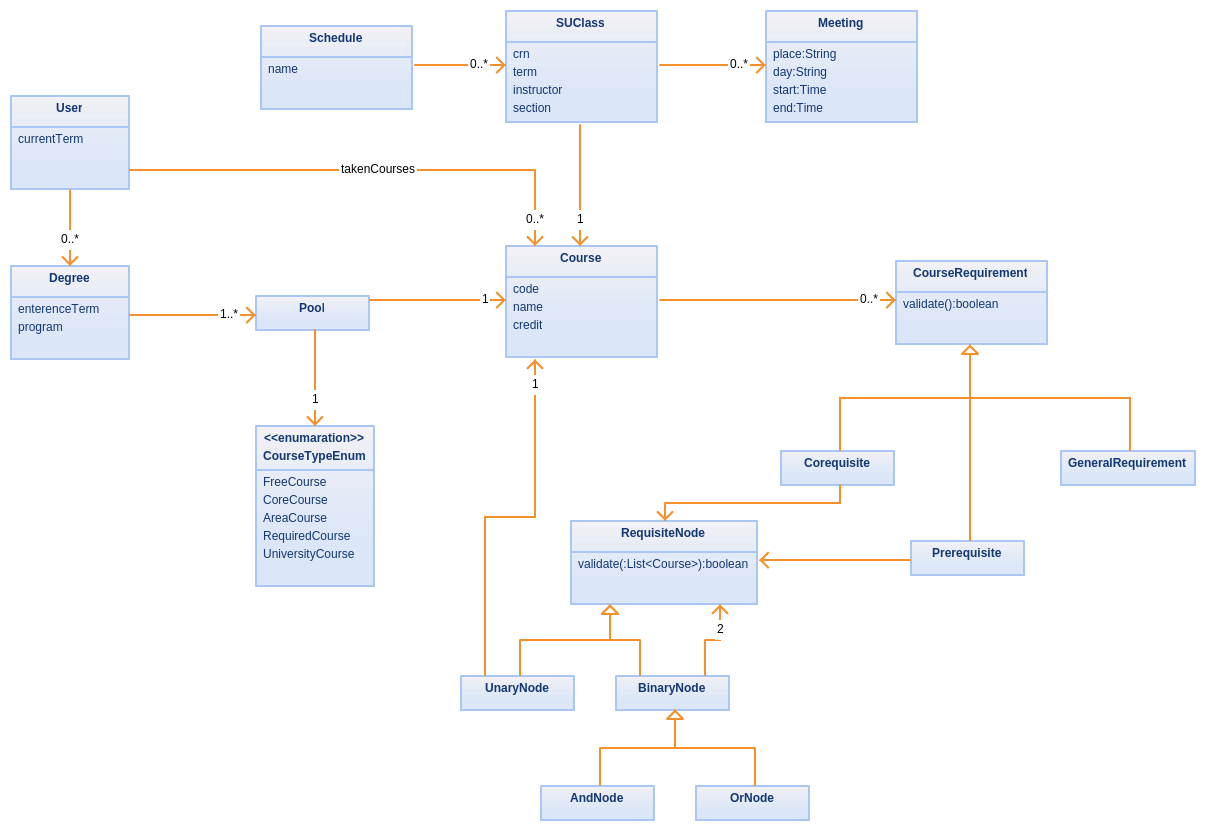 Schedule
name
0..*
SUClass
crn
term
instructor
section
0..*
Meeting
place:String
day:String
start:Time
end:Time
User
currentTerm
takenCourses
0..*
0..*
1
Degree
enterenceTerm
program
1..*
Pool
1
Course
code
name
credit
0..*
CourseRequirement
validate():boolean
1
1
<<enumaration>>
CourseTypeEnum
FreeCourse
CoreCourse
AreaCourse
RequiredCourse
UniversityCourse
Corequisite
GeneralRequirement
RequisiteNode
validate(:List<Course>):boolean
Prerequisite
2
UnaryNode
BinaryNode
AndNode
OrNode